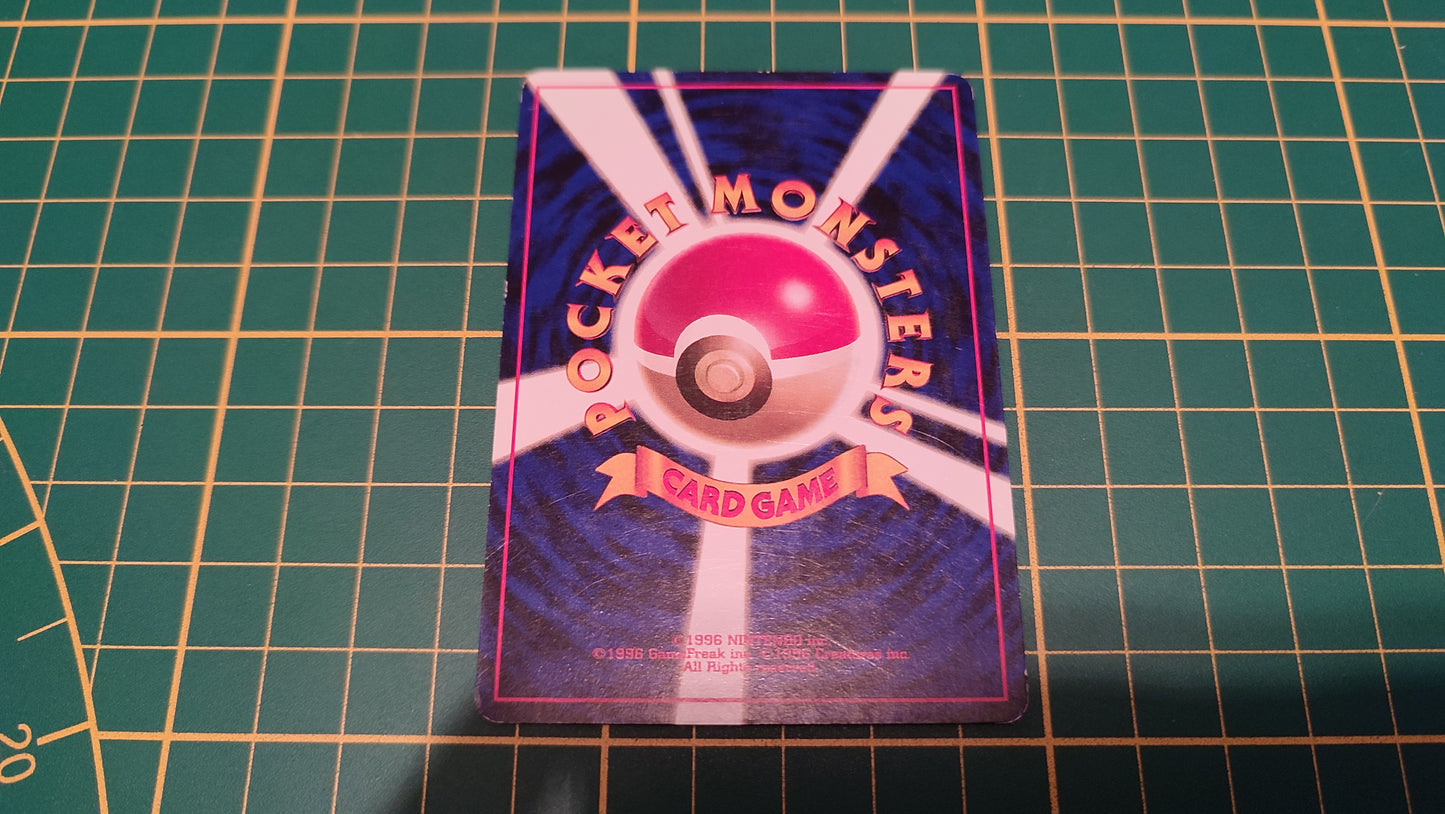 POCKET MONSTERS
CARD GAME
©1996 NINTENDO inc.
©1996 GameFreak inc. ©1996 Creatures inc.
All Rights reserved.
20